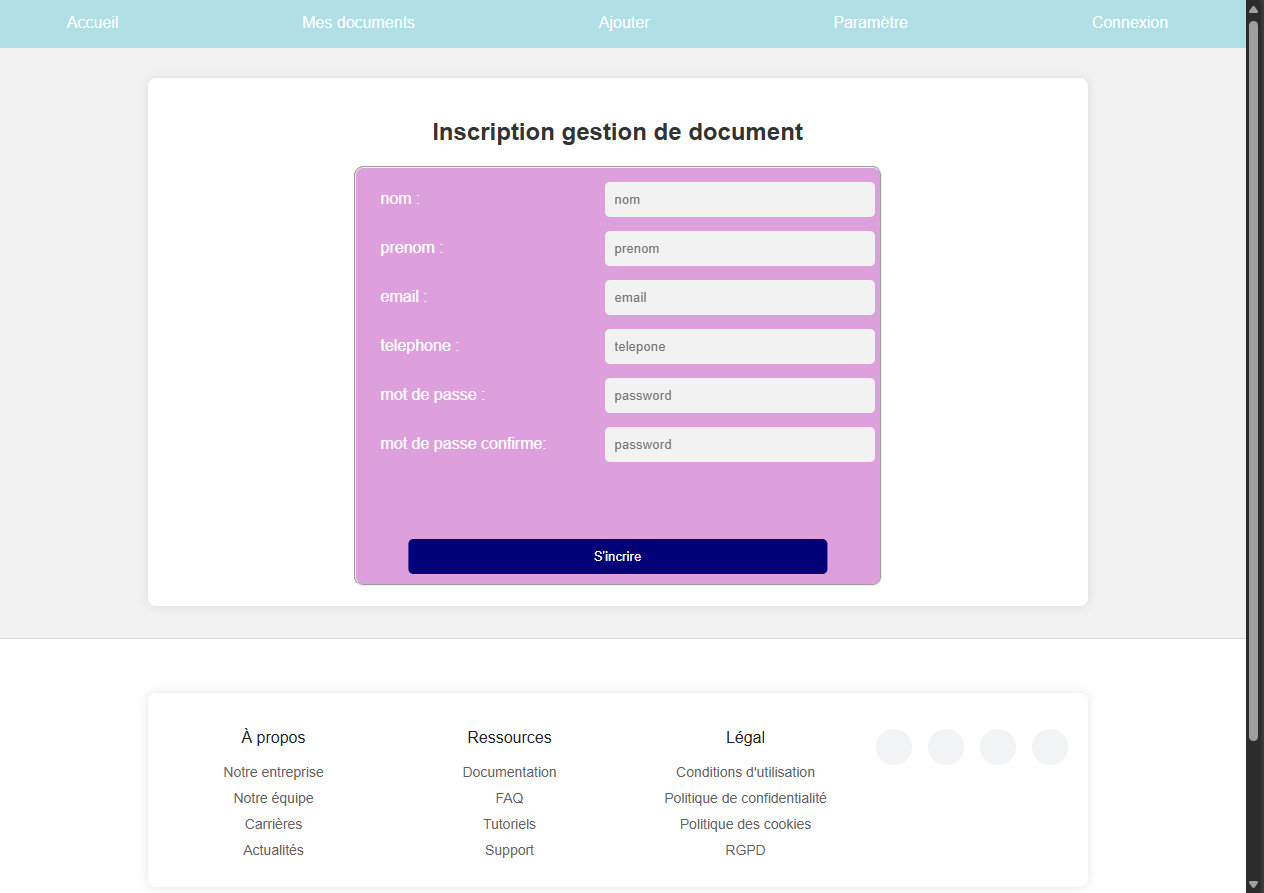 Accueil Mes documents Ajouter Paramètre Connexion
Inscription gestion de document
nom : nom
prenom : prenom
email : email
telephone : telepone
mot de passe : password
mot de passe confirme: password
S'incrire
À propos Ressources Légal
Notre entreprise Documentation Conditions d'utilisation
Notre équipe FAQ Politique de confidentialité
Carrières Tutoriels Politique des cookies
Actualités Support RGPD